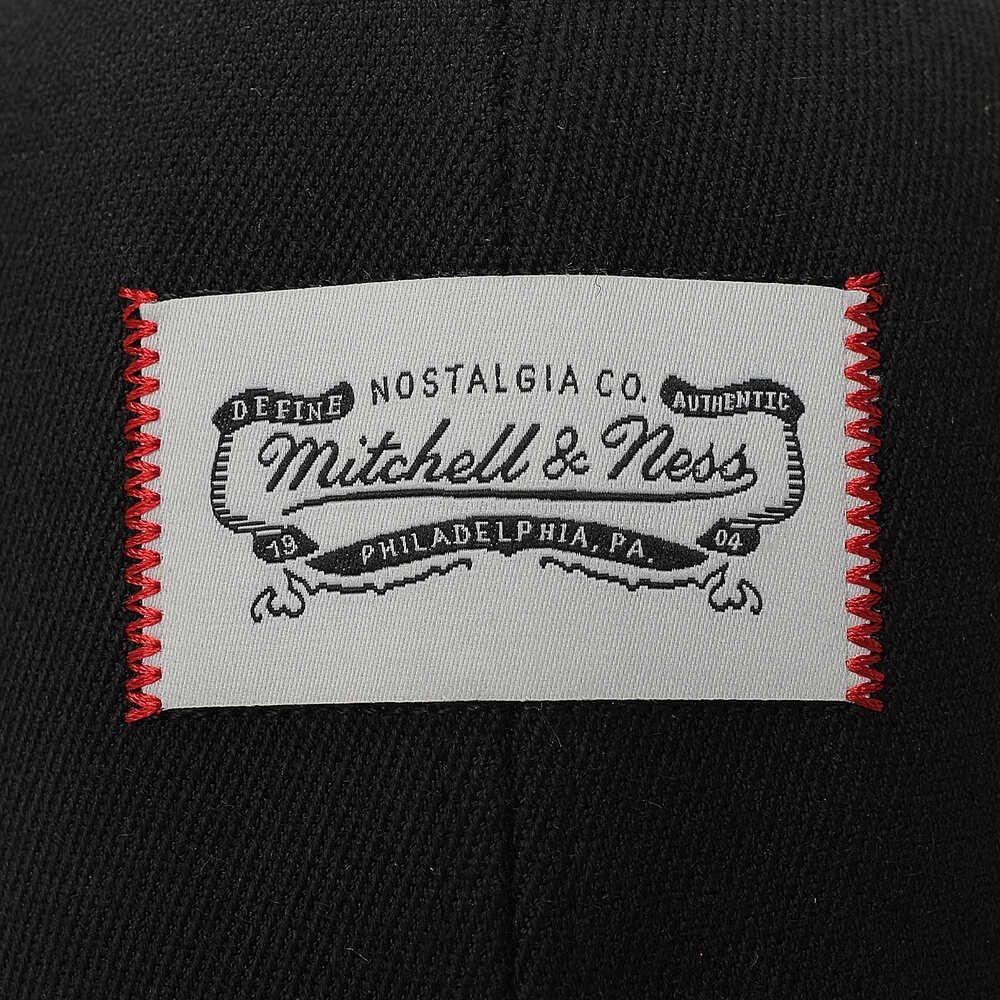 NOSTALGIA CO.
DEFINE AUTHENTIC
Mitchell & Ness
19 04
PHILADELPHIA, PA.